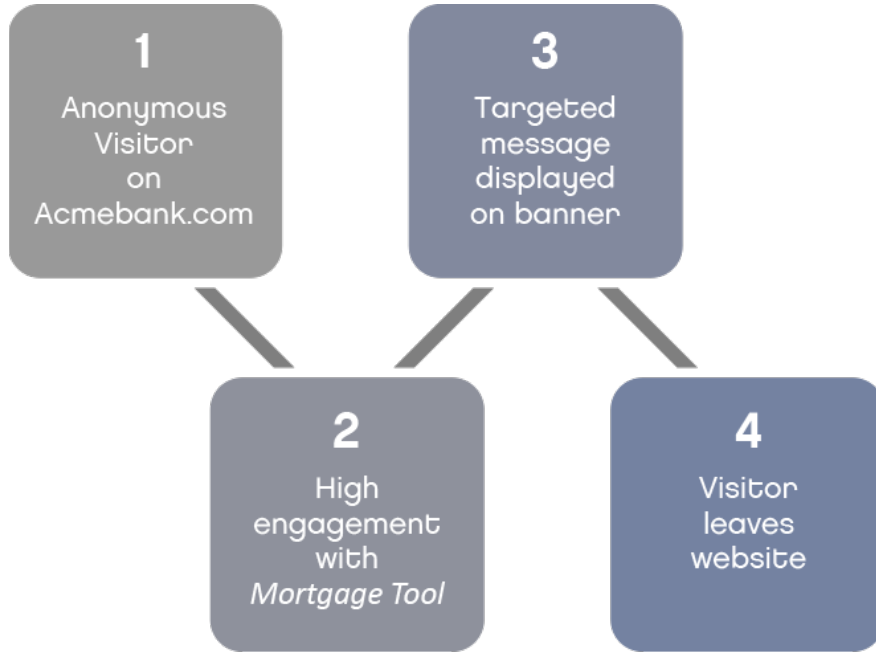 1
Anonymous
Visitor
on
Acmebank.com
2
High
engagement
with
Mortgage Tool
3
Targeted
message
displayed
on banner
4
Visitor
leaves
website